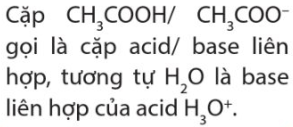 Cặp CH₃COOH/ CH₃COO⁻
gọi là cặp acid/ base liên
hợp, tương tự H₂O là base
liên hợp của acid H₃O⁺.